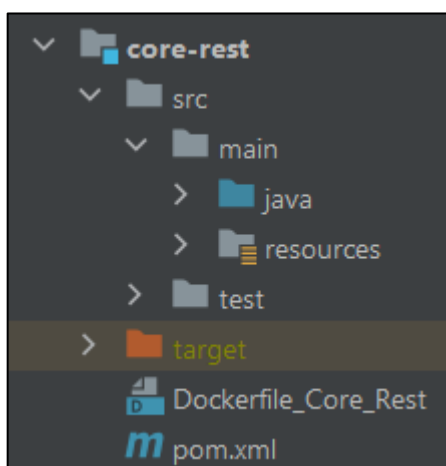 core-rest
src
main
java
resources
test
target
Dockerfile_Core_Rest
pom.xml